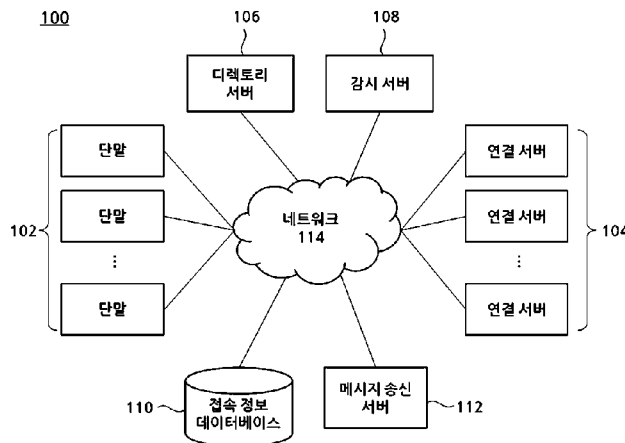 100
106
108
디렉토리
서버
감시 서버
단말
연결 서버
단말
연결 서버
네트워크
114
102
104
⋮
⋮
단말
연결 서버
110
접속 정보
데이터베이스
메시지 송신
서버
112